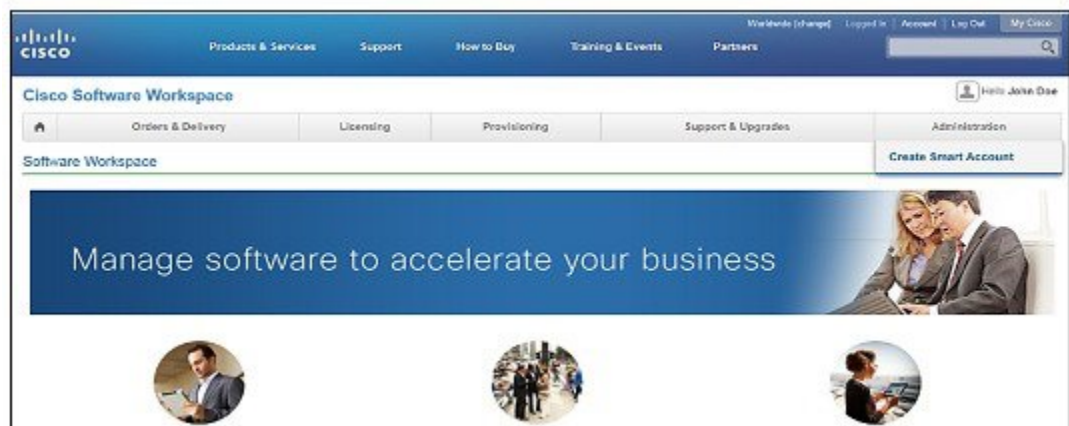 Worldwide [change] Logged In Account Log Out My Cisco
CISCO Products & Services Support How to Buy Training & Events Partners
Cisco Software Workspace Hello John Doe
Orders & Delivery Licensing Provisioning Support & Upgrades Administration
Software Workspace Create Smart Account
Manage software to accelerate your business